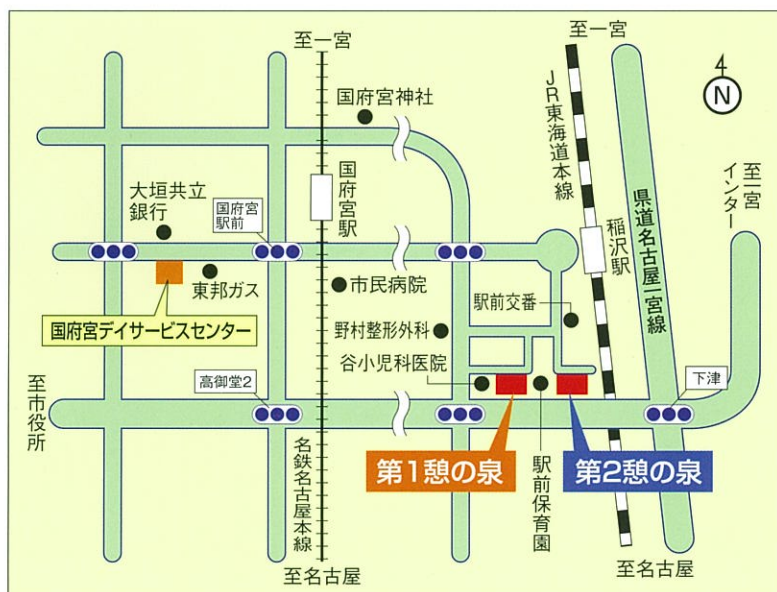 至一宮
至一宮
N
国府宮神社
JR東海道本線
至一宮
インター
大垣共立
銀行
国府宮
駅前
国府宮駅
県道名古屋一宮線
稲沢駅
東邦ガス
市民病院
駅前交番
国府宮デイサービスセンター
野村整形外科
谷小児科医院
至市役所
高御堂2
下津
第1憩の泉
第2憩の泉
名鉄名古屋本線
駅前保育園
至名古屋
至名古屋